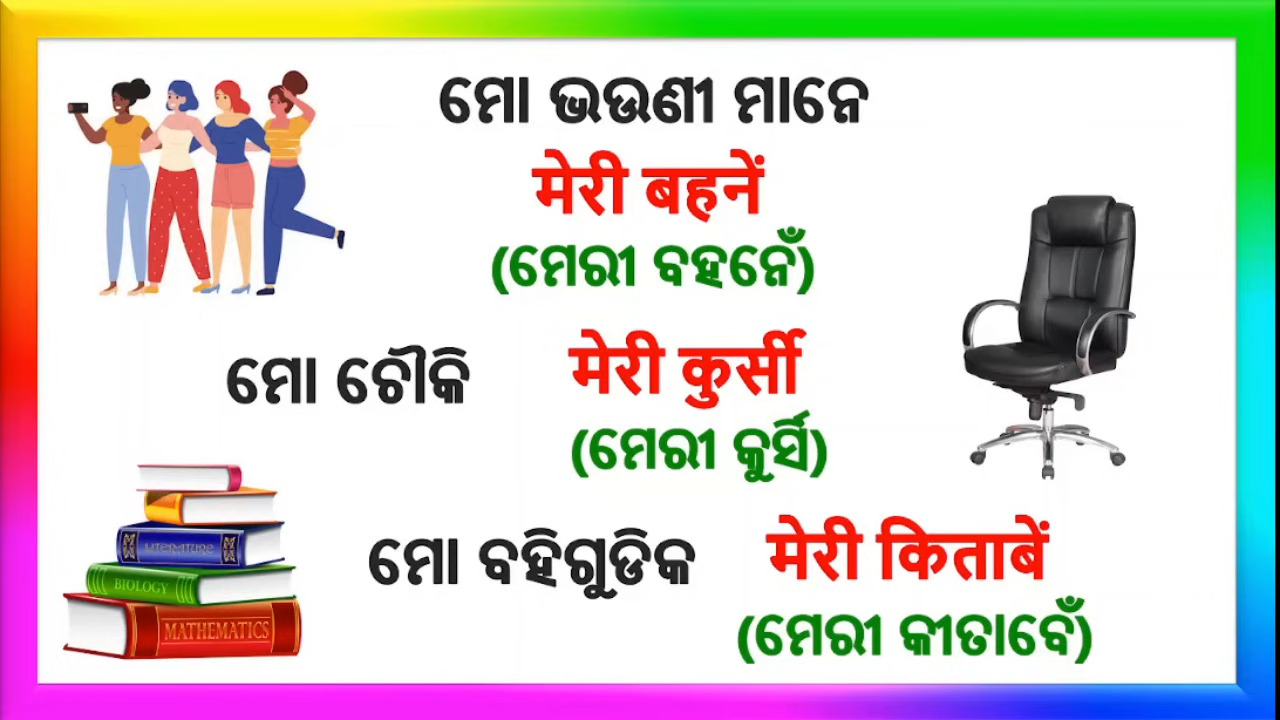 ମୋ ଭଉଣୀ ମାନେ
मेरी बहनें
(ମେରୀ ବହନେଁ)
ମୋ ଚୌକି
मेरी कुर्सी
(ମେରୀ କୁର୍ସି)
LITERATURE
BIOLOGY
MATHEMATICS
ମୋ ବହିଗୁଡିକ
मेरी किताबें
(ମେରୀ କୀତାବେଁ)